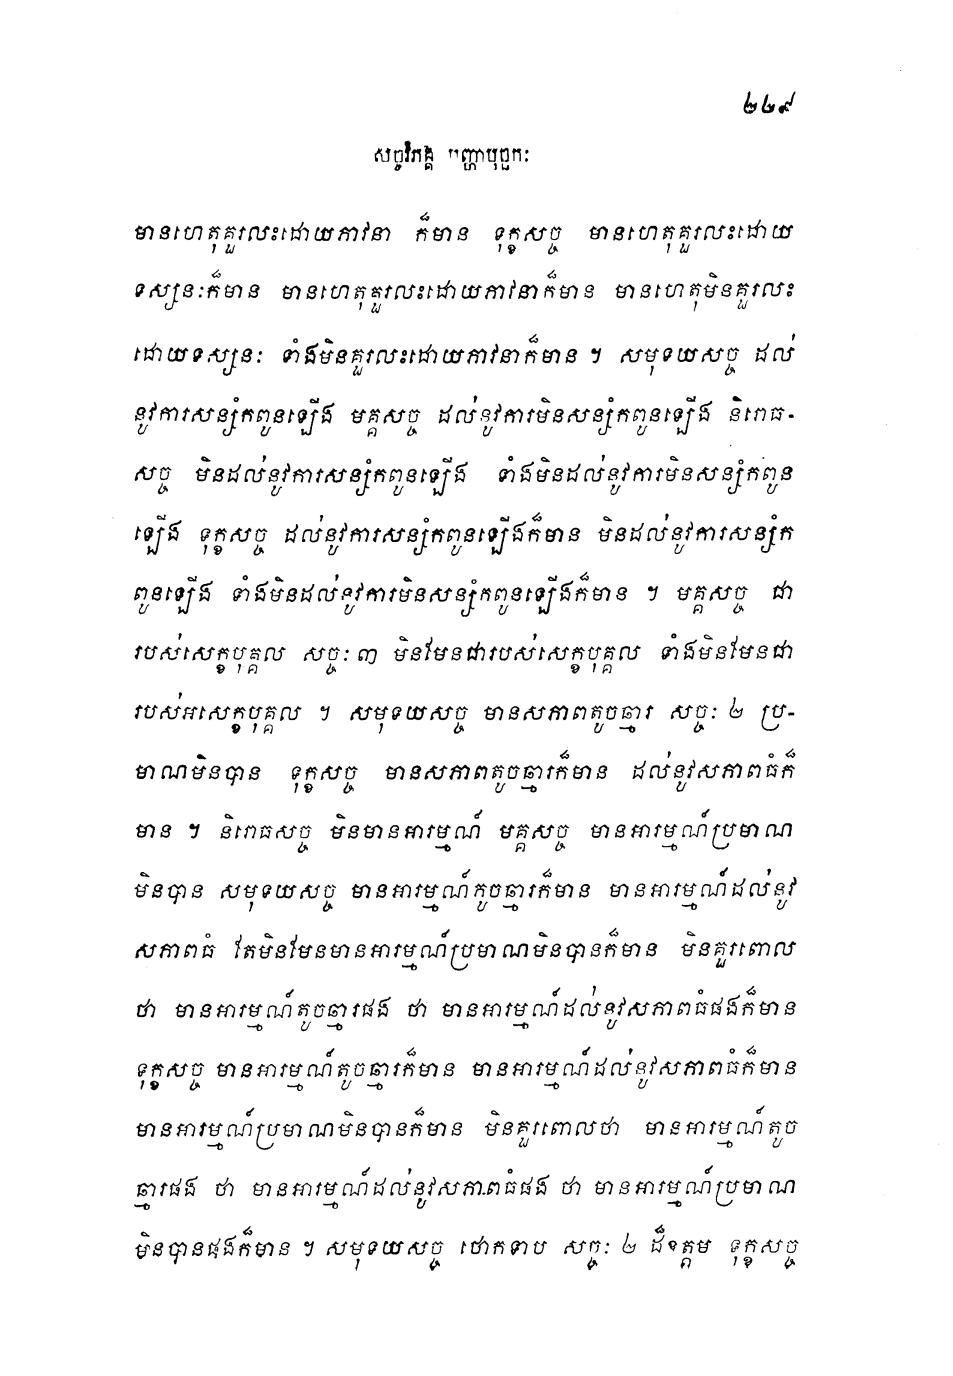 ២២៩
សច្ចវិភង្គ បញ្ហាបុច្ឆកៈ
មានហេតុគួរលះដោយភាវនា ក៏មាន ទុក្ខសច្ច មានហេតុគួរលះដោយ
ទស្សនៈក៏មាន មានហេតុគួរលះដោយភាវនាក៏មាន មានហេតុមិនគួរលះ
ដោយទស្សនៈ ទាំងមិនគួរលះដោយភាវនាក៏មាន ។ សមុទយសច្ច ដល់
នូវការសន្សំកពូនឡើង មគ្គសច្ច ដល់នូវការមិនសន្សំកពូនឡើង និរោធ-
សច្ច មិនដល់នូវការសន្សំកពូនឡើង ទាំងមិនដល់នូវការមិនសន្សំកពូន
ឡើង ទុក្ខសច្ច ដល់នូវការសន្សំកពូនឡើងក៏មាន មិនដល់នូវការសន្សំក
ពូនឡើង ទាំងមិនដល់នូវការមិនសន្សំកពូនឡើងក៏មាន ។ មគ្គសច្ច ជា
របស់សេក្ខបុគ្គល សច្ចៈ ៣ មិនមែនជារបស់សេក្ខបុគ្គល ទាំងមិនមែនជា
របស់អសេក្ខបុគ្គល ។ សមុទយសច្ច មានសភាពតូចឆ្មារ សច្ចៈ ២ ប្រ-
មាណមិនបាន ទុក្ខសច្ច មានសភាពតូចឆ្មារក៏មាន ដល់នូវសភាពធំក៏
មាន ។ និរោធសច្ច មិនមានអារម្មណ៍ មគ្គសច្ច មានអារម្មណ៍ប្រមាណ
មិនបាន សមុទយសច្ច មានអារម្មណ៍តូចឆ្មារក៏មាន មានអារម្មណ៍ដល់នូវ
សភាពធំ តែមិនមែនមានអារម្មណ៍ប្រមាណមិនបានក៏មាន មិនគួរពោល
ថា មានអារម្មណ៍តូចឆ្មារផង ថា មានអារម្មណ៍ដល់នូវសភាពធំផងក៏មាន
ទុក្ខសច្ច មានអារម្មណ៍តូចឆ្មារក៏មាន មានអារម្មណ៍ដល់នូវសភាពធំក៏មាន
មានអារម្មណ៍ប្រមាណមិនបានក៏មាន មិនគួរពោលថា មានអារម្មណ៍តូច
ឆ្មារផង ថា មានអារម្មណ៍ដល់នូវសភាពធំផង ថា មានអារម្មណ៍ប្រមាណ
មិនបានផងក៏មាន ។ សមុទយសច្ច ថោកទាប សច្ចៈ ២ ដ៏ឧត្តម ទុក្ខសច្ច